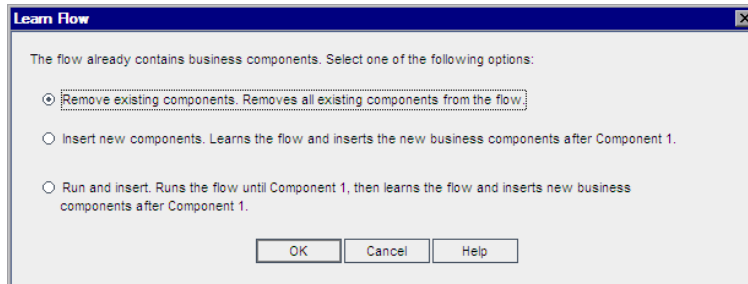 Learn Flow
The flow already contains business components. Select one of the following options:
Remove existing components. Removes all existing components from the flow.
Insert new components. Learns the flow and inserts the new business components after Component 1.
Run and insert. Runs the flow until Component 1, then learns the flow and inserts new business
components after Component 1.
OK Cancel Help